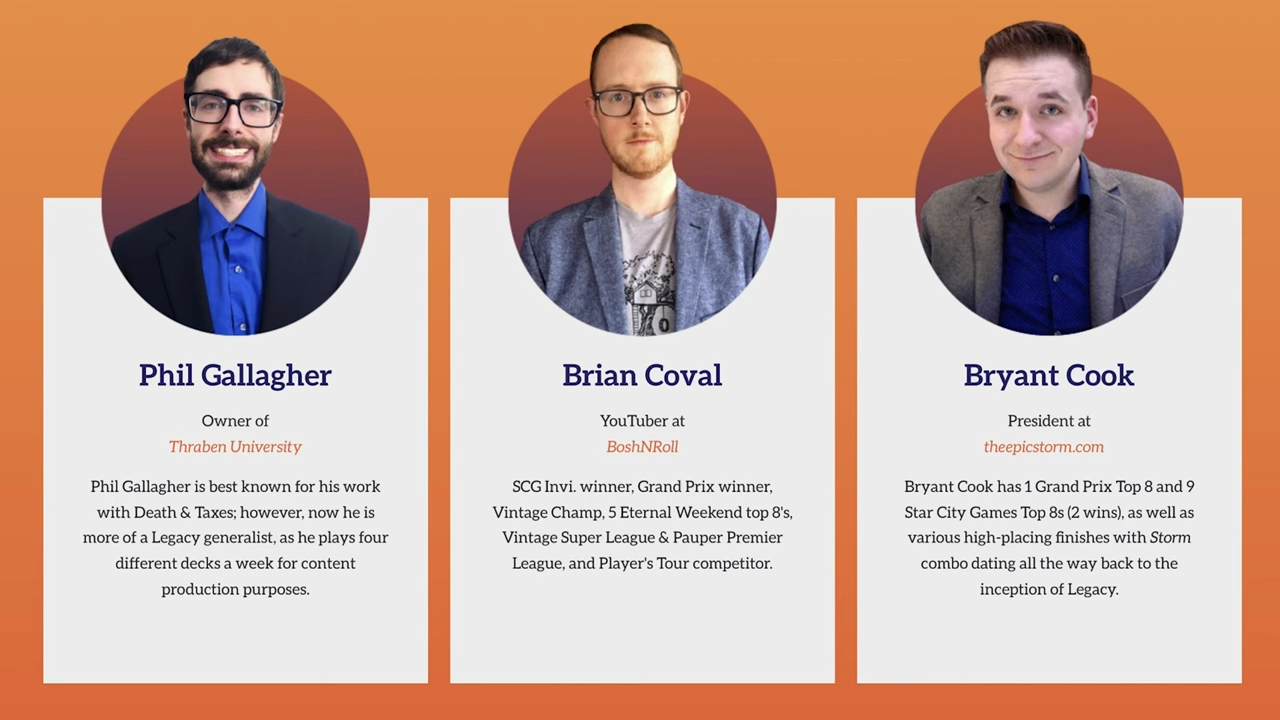 Phil Gallagher
Owner of
Thraben University
Phil Gallagher is best known for his work
with Death & Taxes; however, now he is
more of a Legacy generalist, as he plays four
different decks a week for content
production purposes.
Brian Coval
YouTuber at
BoshNRoll
SCG Invi. winner, Grand Prix winner,
Vintage Champ, 5 Eternal Weekend top 8's,
Vintage Super League & Pauper Premier
League, and Player's Tour competitor.
Bryant Cook
President at
theepicstorm.com
Bryant Cook has 1 Grand Prix Top 8 and 9
Star City Games Top 8s (2 wins), as well as
various high-placing finishes with Storm
combo dating all the way back to the
inception of Legacy.